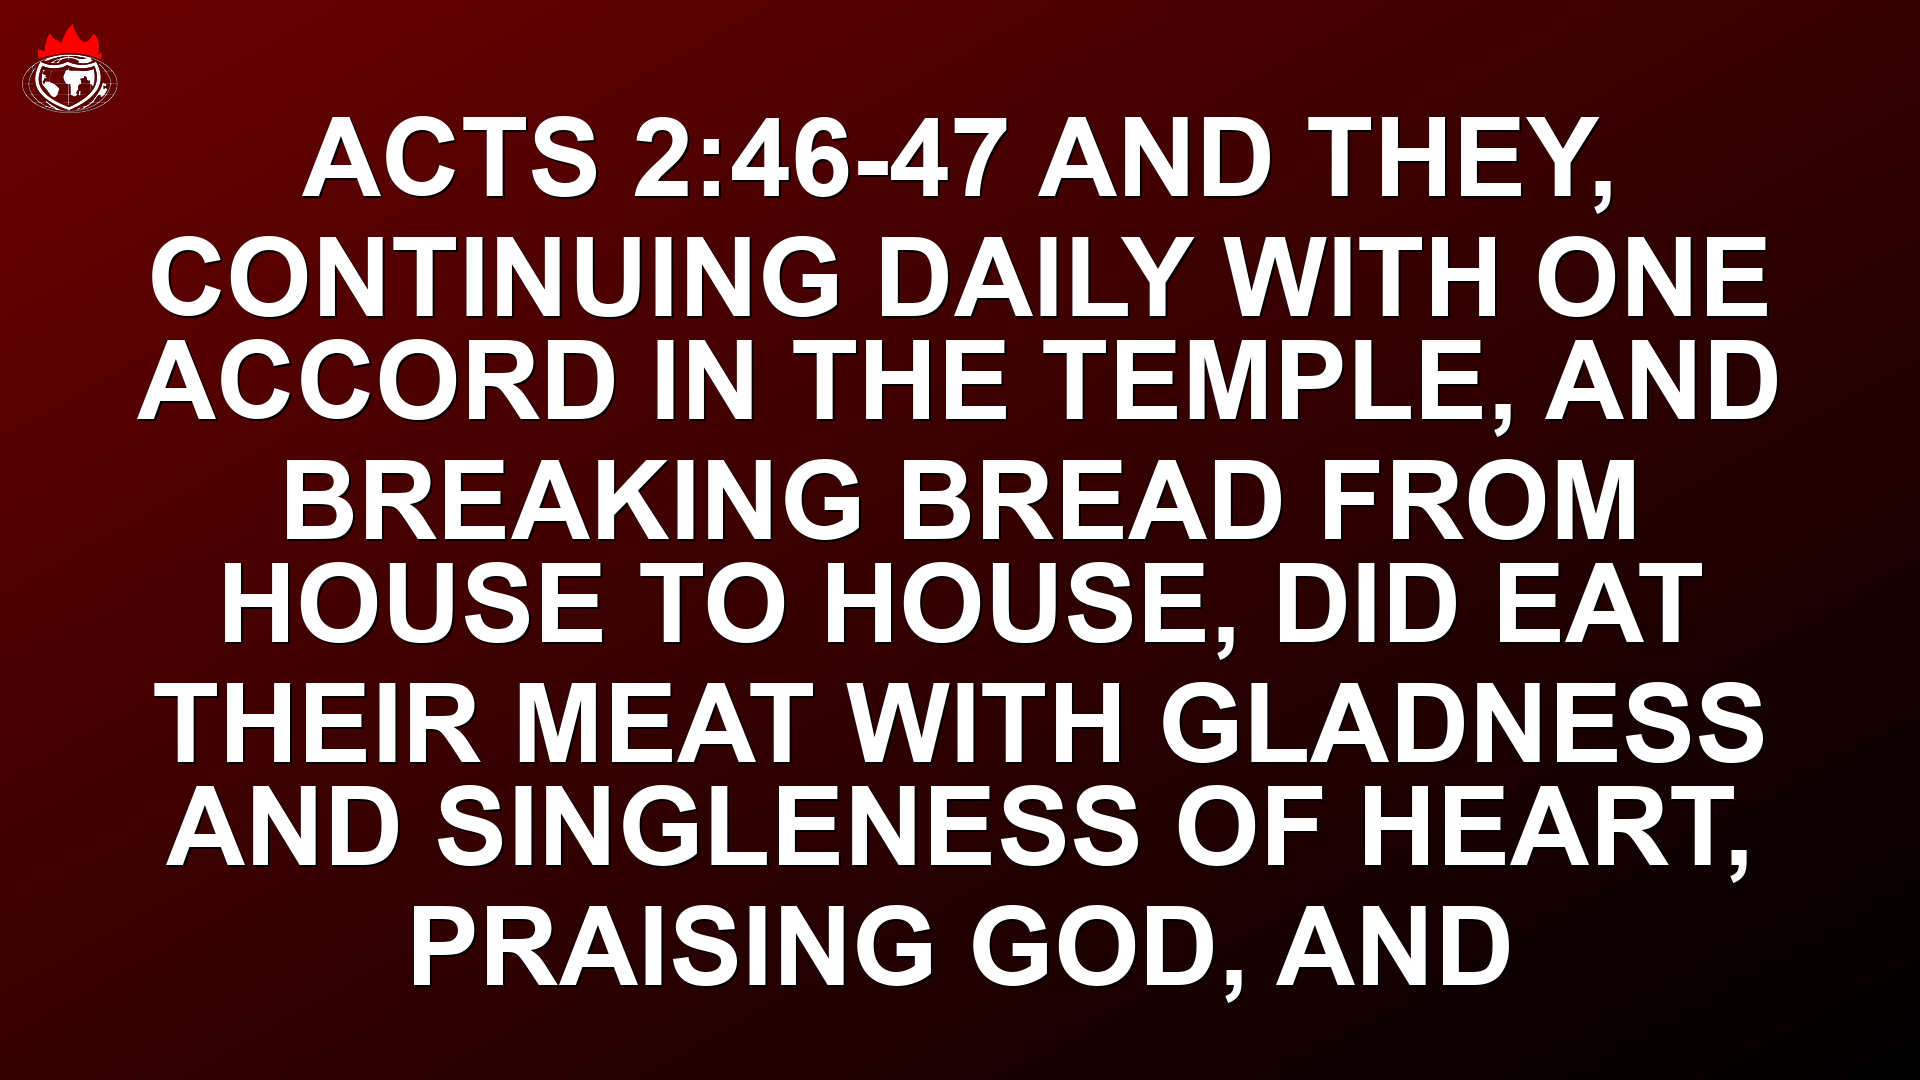 ACTS 2:46-47 AND THEY,
CONTINUING DAILY WITH ONE
ACCORD IN THE TEMPLE, AND
BREAKING BREAD FROM
HOUSE TO HOUSE, DID EAT
THEIR MEAT WITH GLADNESS
AND SINGLENESS OF HEART,
PRAISING GOD, AND